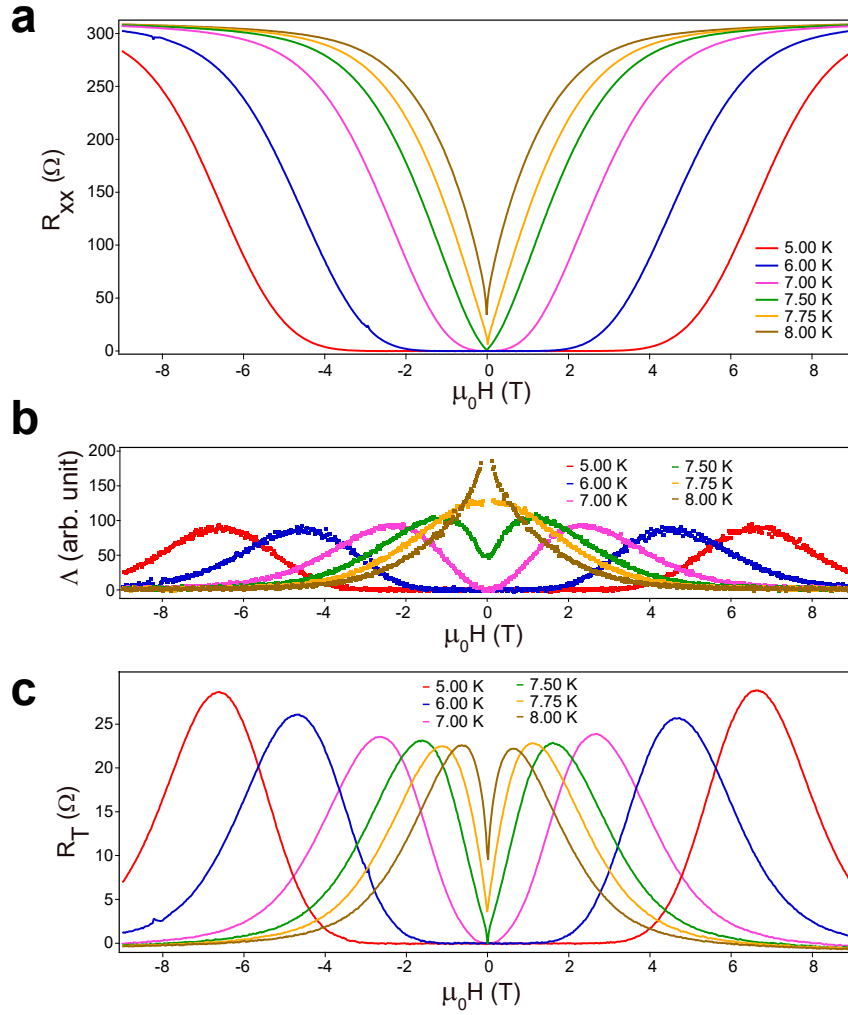 a
300
250
200
150
100
50
0
R_xx (Ω)
5.00 K
6.00 K
7.00 K
7.50 K
7.75 K
8.00 K
-8 -6 -4 -2 0 2 4 6 8
μ₀H (T)
b
200
150
100
50
0
Λ (arb. unit)
5.00 K 7.50 K
6.00 K 7.75 K
7.00 K 8.00 K
-8 -6 -4 -2 0 2 4 6 8
μ₀H (T)
c
25
20
15
10
5
0
R_T (Ω)
5.00 K 7.50 K
6.00 K 7.75 K
7.00 K 8.00 K
-8 -6 -4 -2 0 2 4 6 8
μ₀H (T)